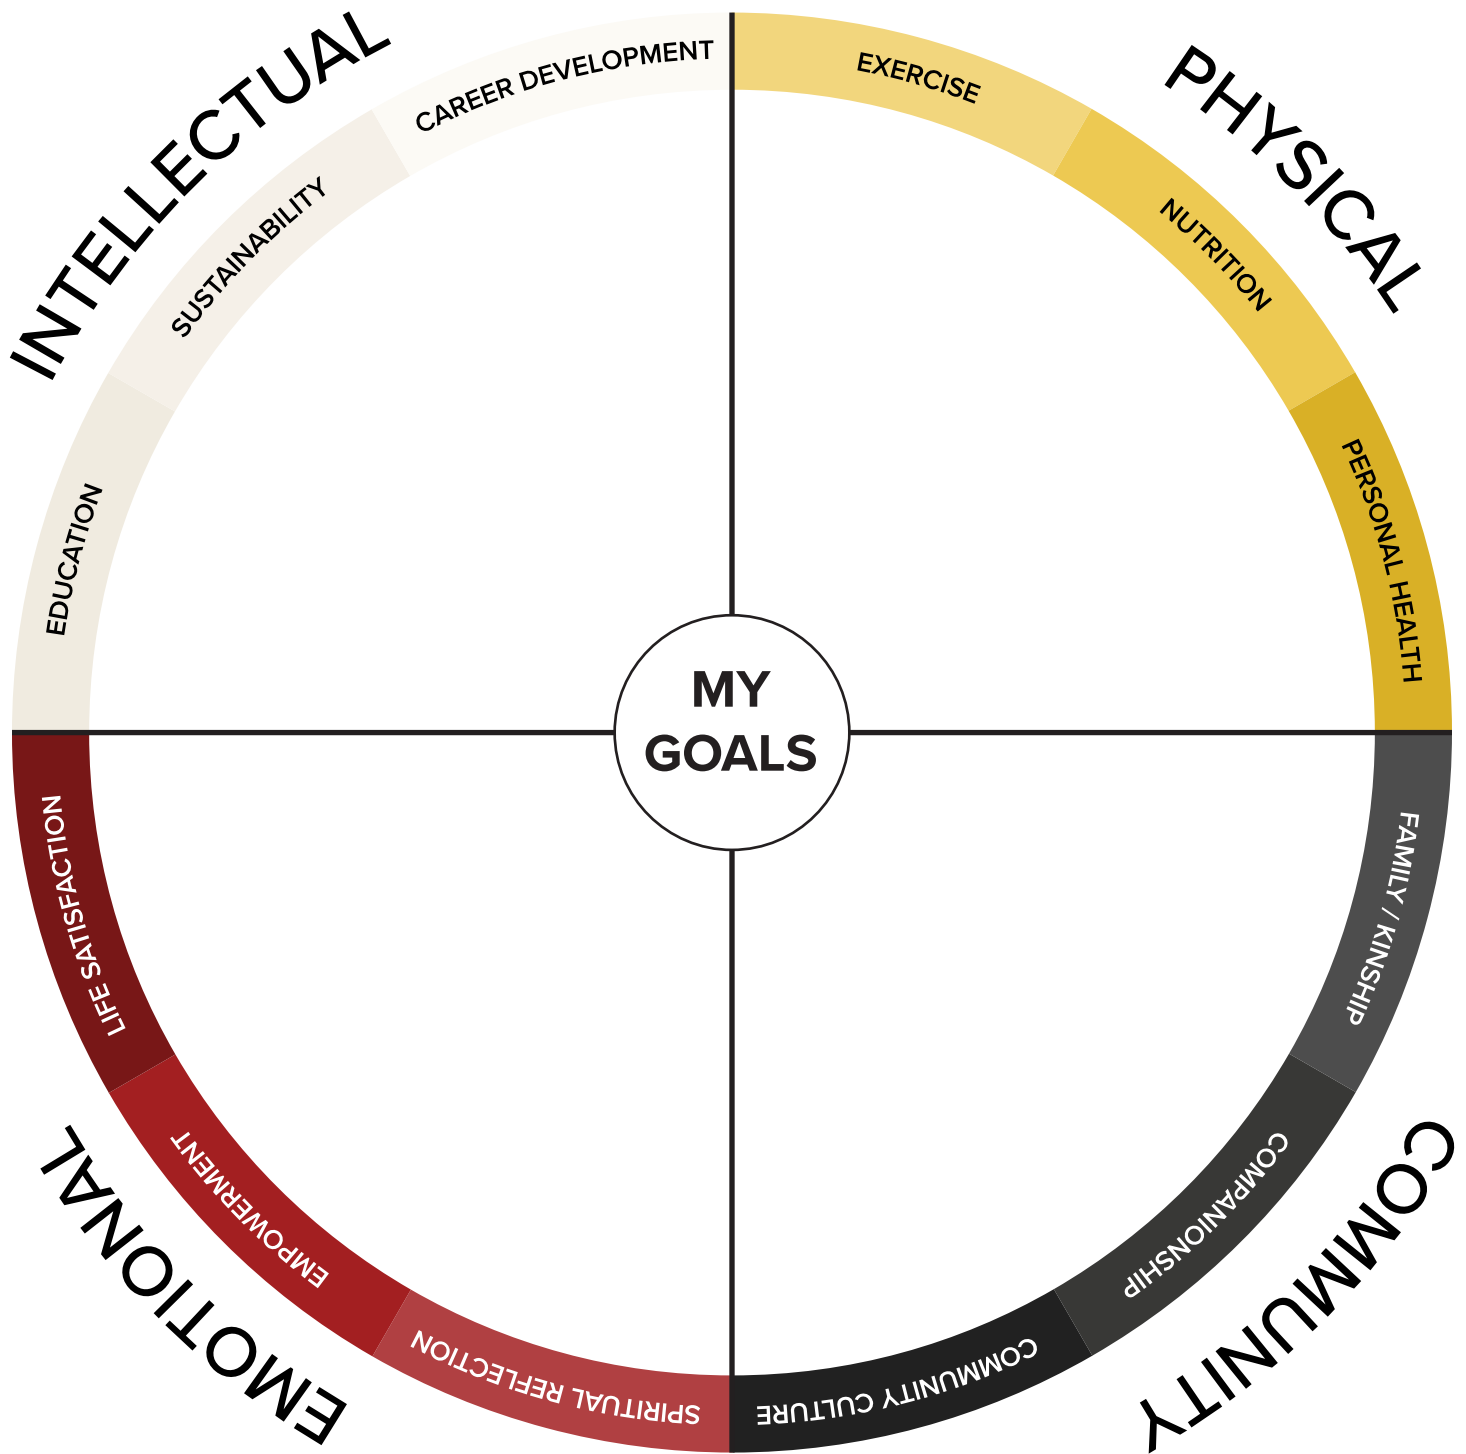 INTELLECTUAL
CAREER DEVELOPMENT
SUSTAINABILITY
EDUCATION
PHYSICAL
EXERCISE
NUTRITION
PERSONAL HEALTH
MY
GOALS
COMMUNITY
FAMILY / KINSHIP
COMPANIONSHIP
COMMUNITY CULTURE
EMOTIONAL
SPIRITUAL REFLECTION
EMPOWERMENT
LIFE SATISFACTION